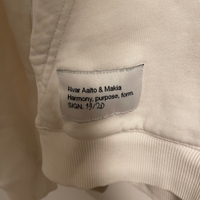 Alvar Aalto & Makia
Harmony, purpose, form.
SIGN. 19/20